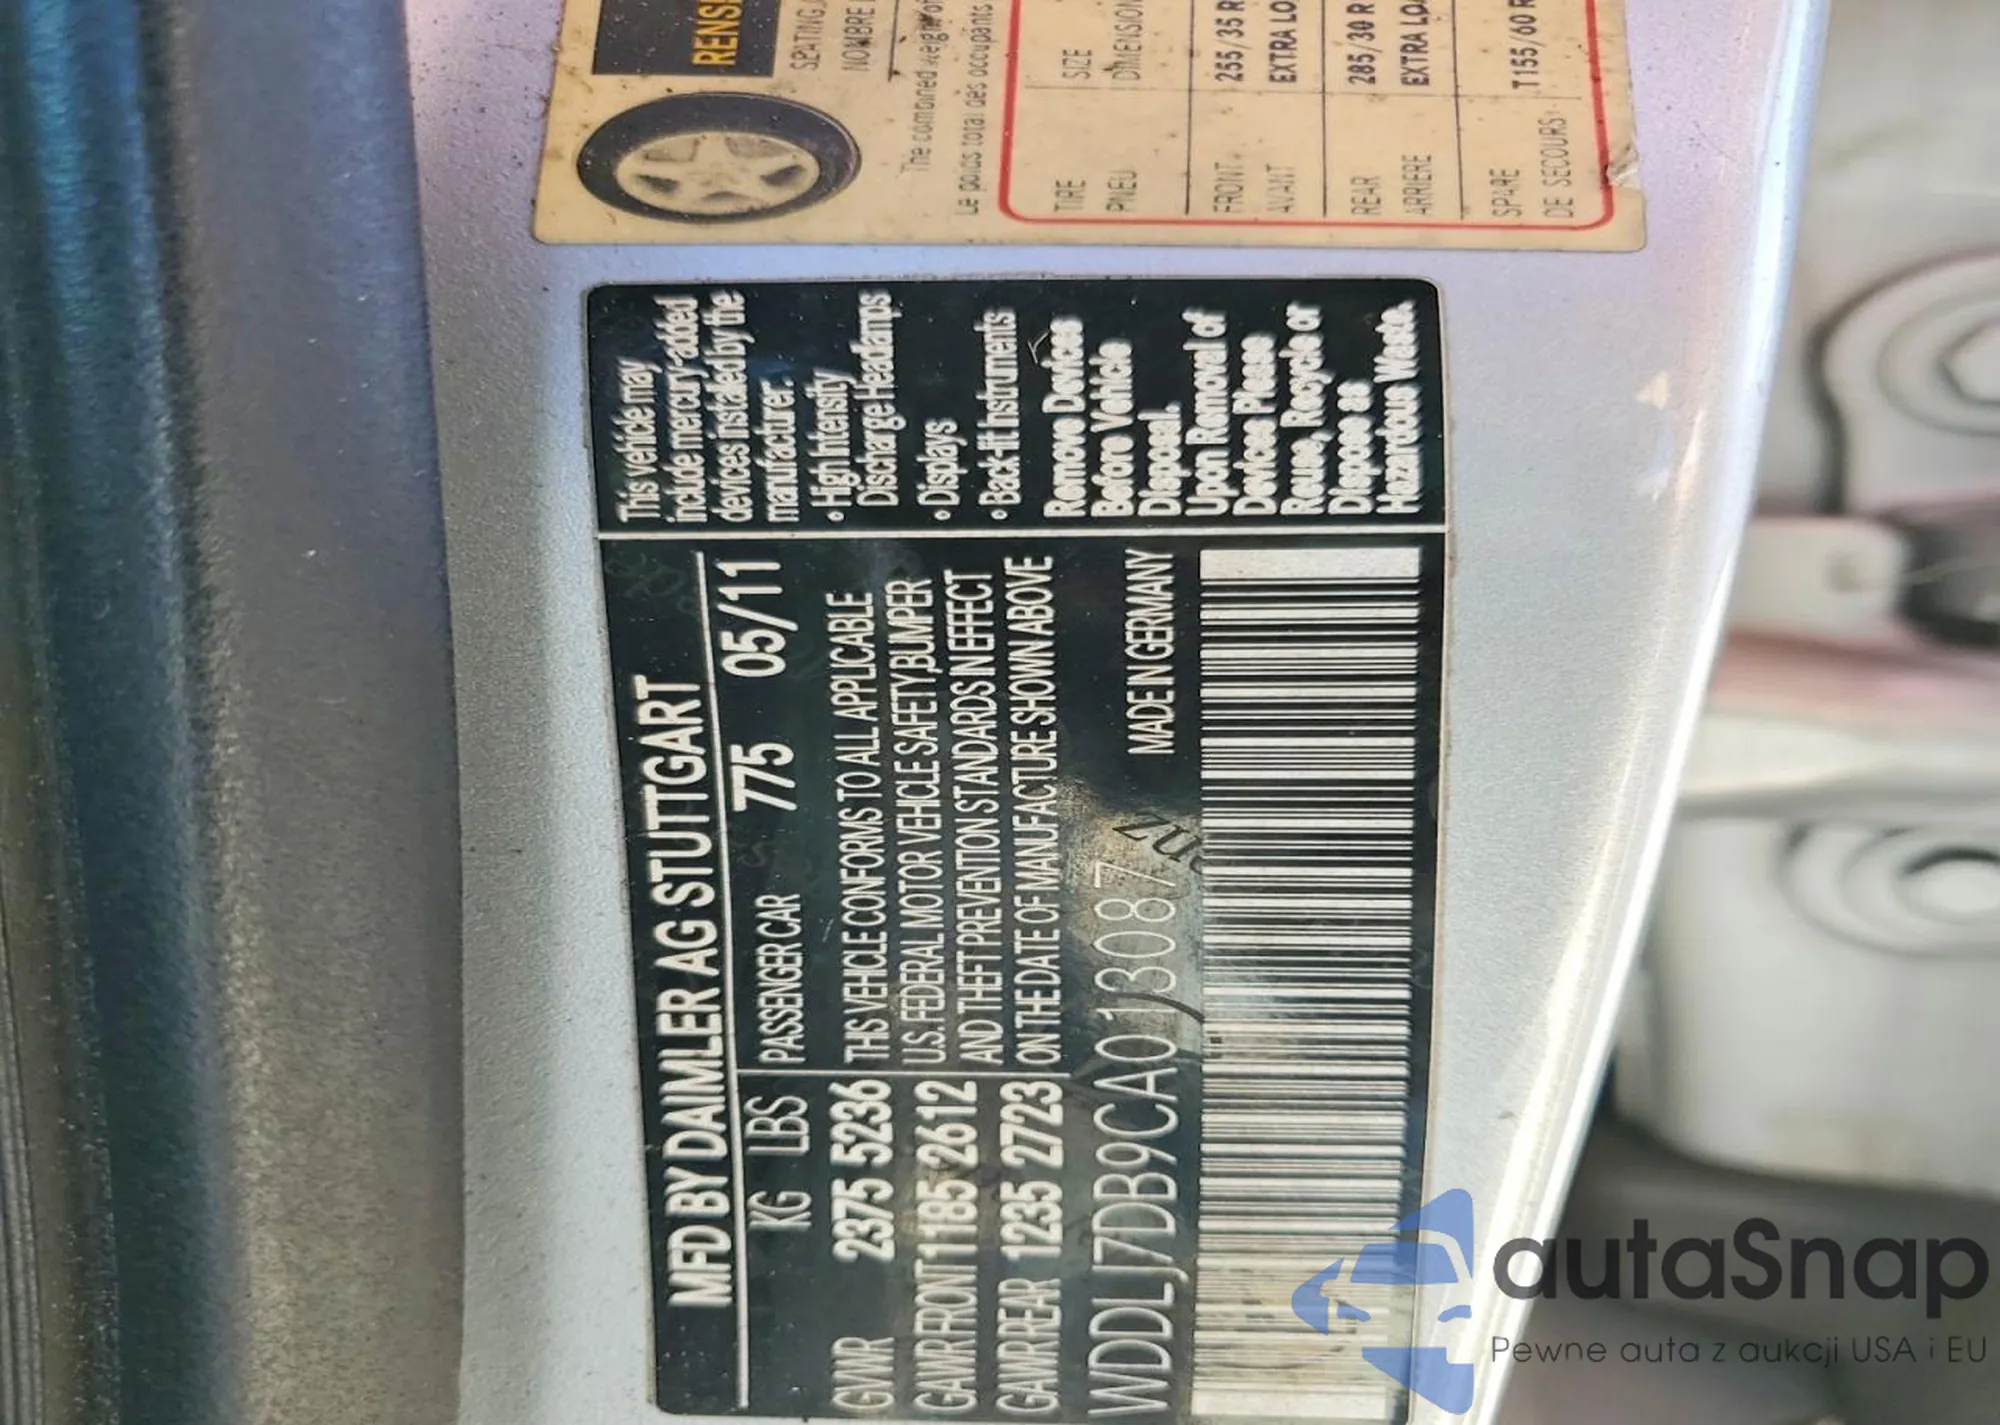 RENSE
SEATING
NOMBRE
The combined weight of
Le poids total des occupants
TIRE SIZE
PNEU DIMENSION
FRONT 255/35 R
AVANT EXTRA LO
REAR 285/30 R
ARRIERE EXTRA LOA
SPARE T155/60 R
DE SECOURS
This vehicle may
include mercury-added
devices installed by the
manufacturer.
• High Intensity
Discharge Headlamps
• Displays
• Back-lit Instruments
Remove Devices
Before Vehicle
Disposal.
Upon Removal of
Devices Please
Reuse, Recycle or
Dispose as
Hazardous Waste.
MFD BY DAIMLER AG STUTTGART
KG LBS PASSENGER CAR 775 05/11
GVWR 2375 5236 THIS VEHICLE CONFORMS TO ALL APPLICABLE
GAWR FRONT 1185 2612 U.S. FEDERAL MOTOR VEHICLE SAFETY,BUMPER
AND THEFT PREVENTION STANDARDS IN EFFECT
GAWR REAR 1235 2723 ON THE DATE OF MANUFACTURE SHOWN ABOVE
WDDLJ7DB9CA013087 MADE IN GERMANY
autaSnap
Pewne auta z aukcji USA i EU